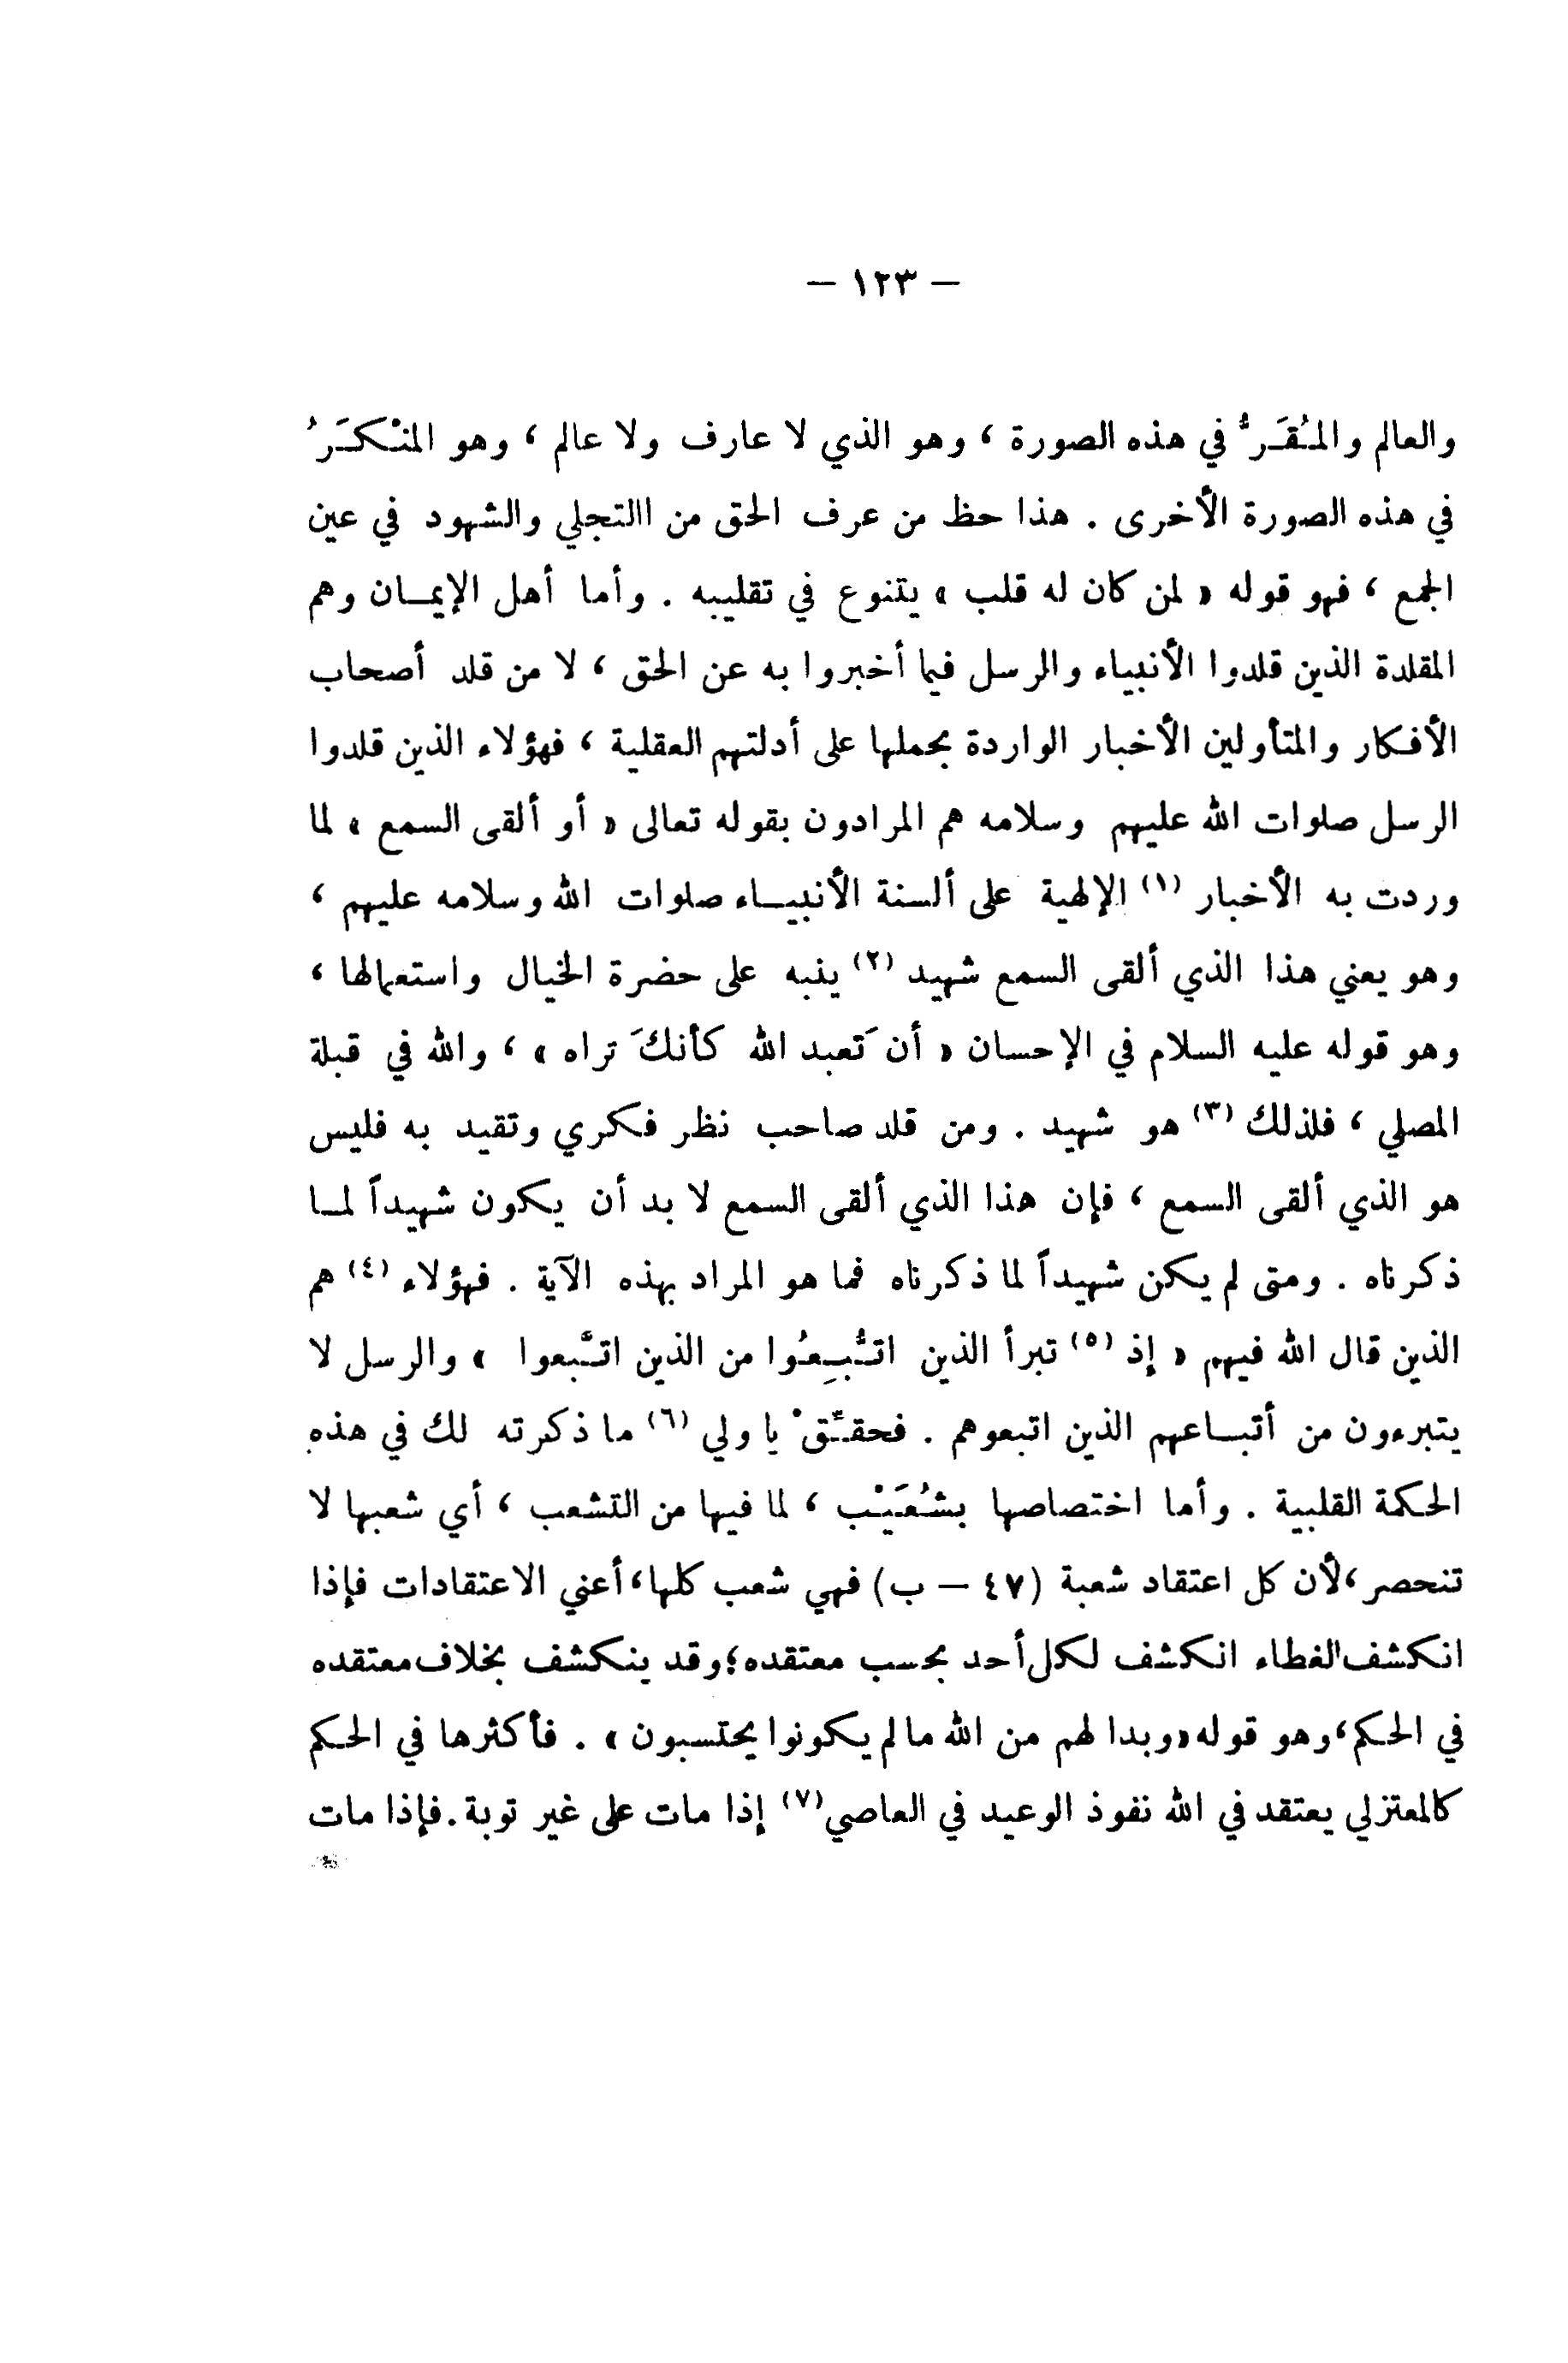 — ١٢٣ —
والعالم والمُقَرُّ في هذه الصورة ، وهو الذي لا عارف ولا عالم ، وهو المنْكَرُ
في هذه الصورة الأخرى . هذا حظ من عرف الحق من االتجلي والشهود في عين
الجمع ، فهو قوله « لمن كان له قلب » يتنوع في تقليبه . وأما أهل الإيمـان وهم
المقلدة الذين قلدوا الأنبياء والرسل فيما أخبروا به عن الحق ، لا من قلد أصحاب
الأفكار والمتأولين الأخبار الواردة بحملها على أدلتهم العقلية ، فهؤلاء الذين قلدوا
الرسل صلوات الله عليهم وسلامه هم المرادون بقوله تعالى « أو ألقى السمع » لما
وردت به الأخبار (١) الإلهية على ألسنة الأنبيـاء صلوات الله وسلامه عليهم ،
وهو يعني هذا الذي ألقى السمع شهيد (٢) ينبه على حضرة الخيال واستعمالها ،
وهو قوله عليه السلام في الإحسان « أن تَعبد الله كأنكَ تراه » ، والله في قبلة
المصلي ، فلذلك (٣) هو شهيد . ومن قلد صاحب نظر فكري وتقيد به فليس
هو الذي ألقى السمع ، فإن هذا الذي ألقى السمع لا بد أن يكون شهيداً لمـا
ذكرناه . ومتى لم يكن شهيداً لما ذكرناه فما هو المراد بهذه الآية . فهؤلاء (٤) هم
الذين قال الله فيهم « إذ (٥) تبرأ الذين اتُّبِعُوا من الذين اتَّبعوا » والرسل لا
يتبرءون من أتبـاعهم الذين اتبعوهم . فحقِّقْ يا ولي (٦) ما ذكرته لك في هذه
الحكمة القلبية . وأما اختصاصها بشُعَيْب ، لما فيها من التشعب ، أي شعبها لا
تنحصر ،لأن كل اعتقاد شعبة (٤٧ — ب) فهي شعب كلها، أعني الاعتقادات فإذا
انكشف الغطاء انكشف لكل أحد بحسب معتقده؛ وقد ينكشف بخلاف معتقده
في الحكم، وهو قوله «وبدا لهم من الله ما لم يكونوا يحتسبون» . فأكثرها في الحكم
كالمعتزلي يعتقد في الله نفوذ الوعيد في العاصي (٧) إذا مات على غير توبة. فإذا مات